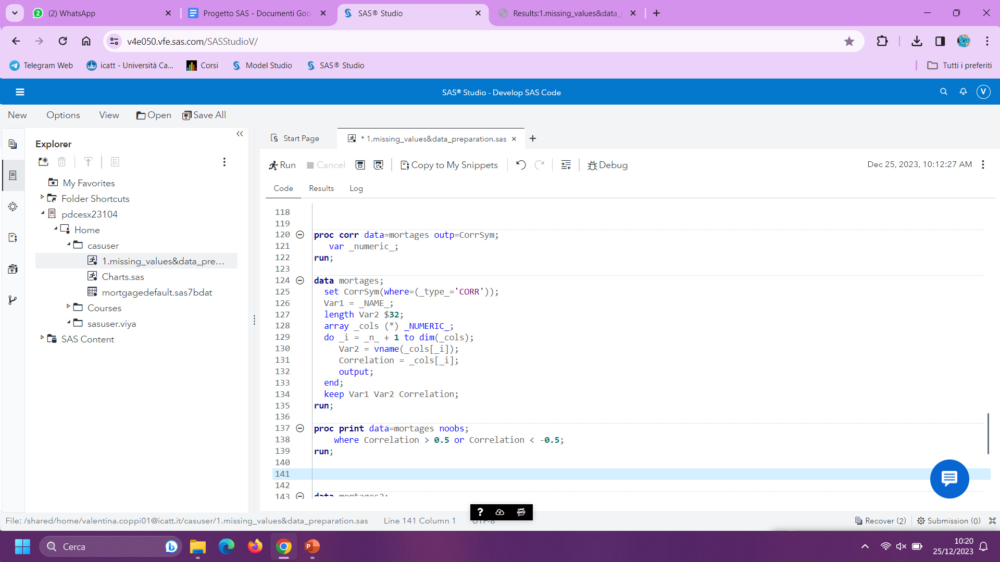 (2) WhatsApp
Progetto SAS - Documenti Goo
SAS® Studio
Results:1.missing_values&data_
v4e050.vfe.sas.com/SASStudioV/
Telegram Web
icatt - Università Ca...
Corsi
Model Studio
SAS® Studio
Tutti i preferiti
SAS® Studio - Develop SAS Code
V
New
Options
View
Open
Save All
Explorer
My Favorites
Folder Shortcuts
pdcesx23104
Home
casuser
1.missing_values&data_pre...
Charts.sas
mortgagedefault.sas7bdat
Courses
sasuser.viya
SAS Content
Start Page
* 1.missing_values&data_preparation.sas
Run
Cancel
Copy to My Snippets
Debug
Dec 25, 2023, 10:12:27 AM
Code
Results
Log
118
119
120 proc corr data=mortages outp=CorrSym;
121 var _numeric_;
122 run;
123
124 data mortages;
125 set CorrSym(where=(_type_='CORR'));
126 Var1 = _NAME_;
127 length Var2 $32;
128 array _cols (*) _NUMERIC_;
129 do _i = _n_ + 1 to dim(_cols);
130 Var2 = vname(_cols[_i]);
131 Correlation = _cols[_i];
132 output;
133 end;
134 keep Var1 Var2 Correlation;
135 run;
136
137 proc print data=mortages noobs;
138 where Correlation > 0.5 or Correlation < -0.5;
139 run;
140
141
142
143 data mortages2;
File: /shared/home/valentina.coppi01@icatt.it/casuser/1.missing_values&data_preparation.sas
Line 141 Column 1
UTF-8
Recover (2)
Submission (0)
Cerca
10:20
25/12/2023